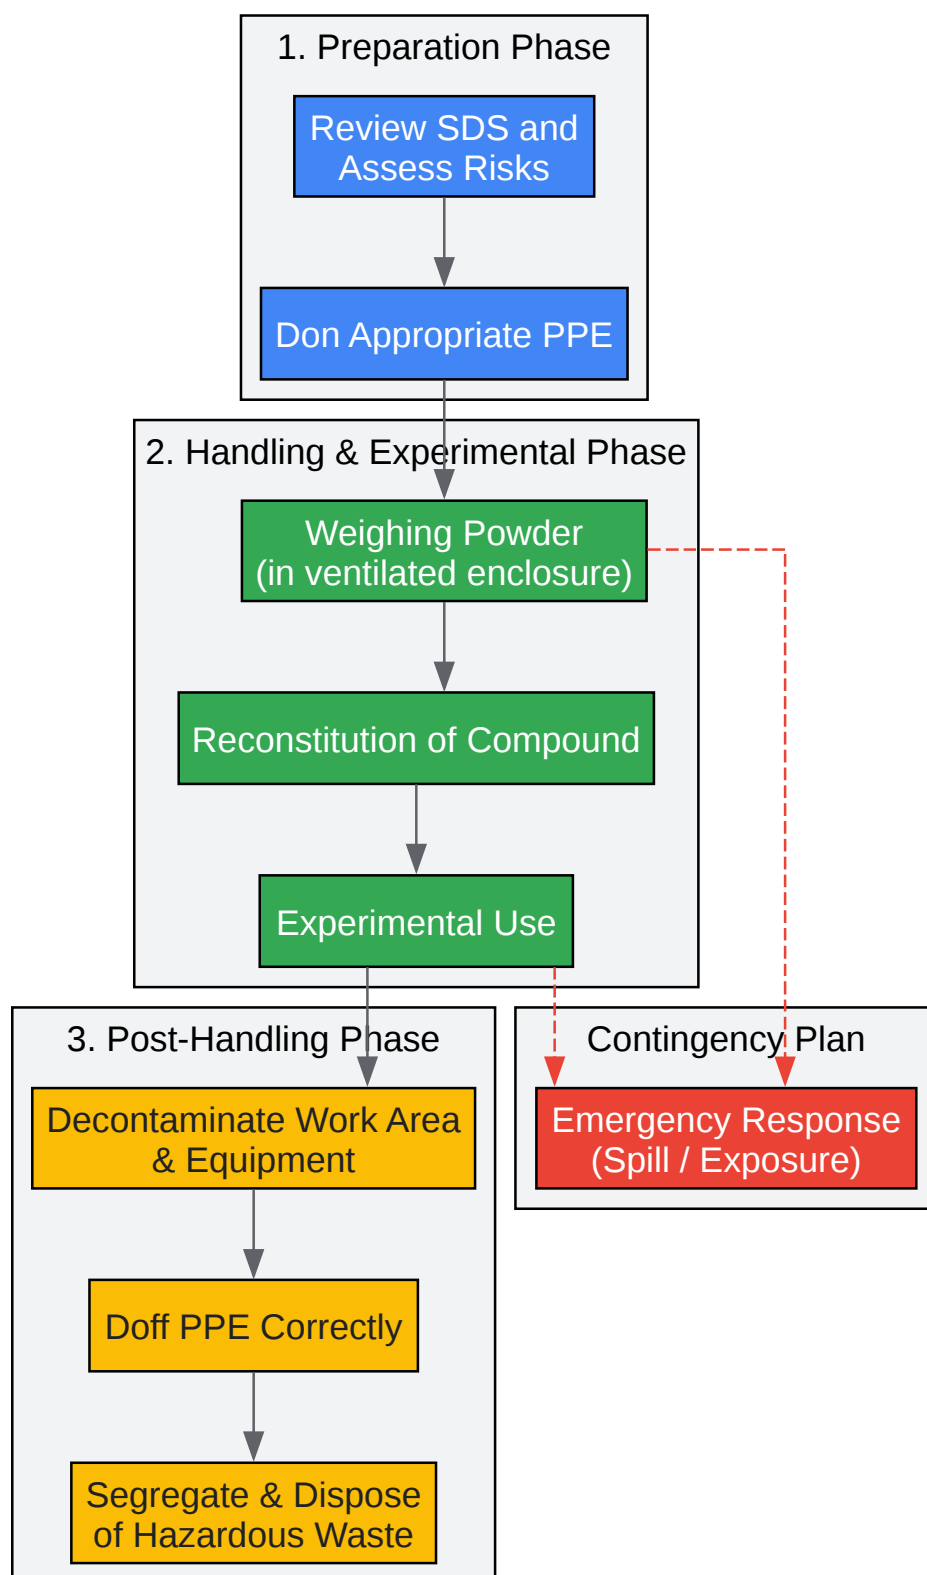 1. Preparation Phase
Review SDS and
Assess Risks
Don Appropriate PPE
2. Handling & Experimental Phase
Weighing Powder
(in ventilated enclosure)
Reconstitution of Compound
Experimental Use
3. Post-Handling Phase
Decontaminate Work Area
& Equipment
Doff PPE Correctly
Segregate & Dispose
of Hazardous Waste
Contingency Plan
Emergency Response
(Spill / Exposure)